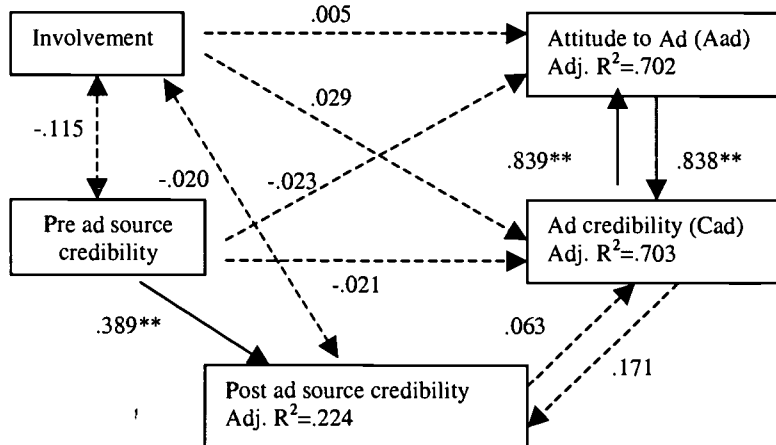 .005
Involvement
Attitude to Ad (Aad)
Adj. R²=.702
.029
-.115
-.020
-.023
.839**
.838**
Pre ad source
credibility
Ad credibility (Cad)
Adj. R²=.703
-.021
.389**
.063
.171
Post ad source credibility
Adj. R²=.224